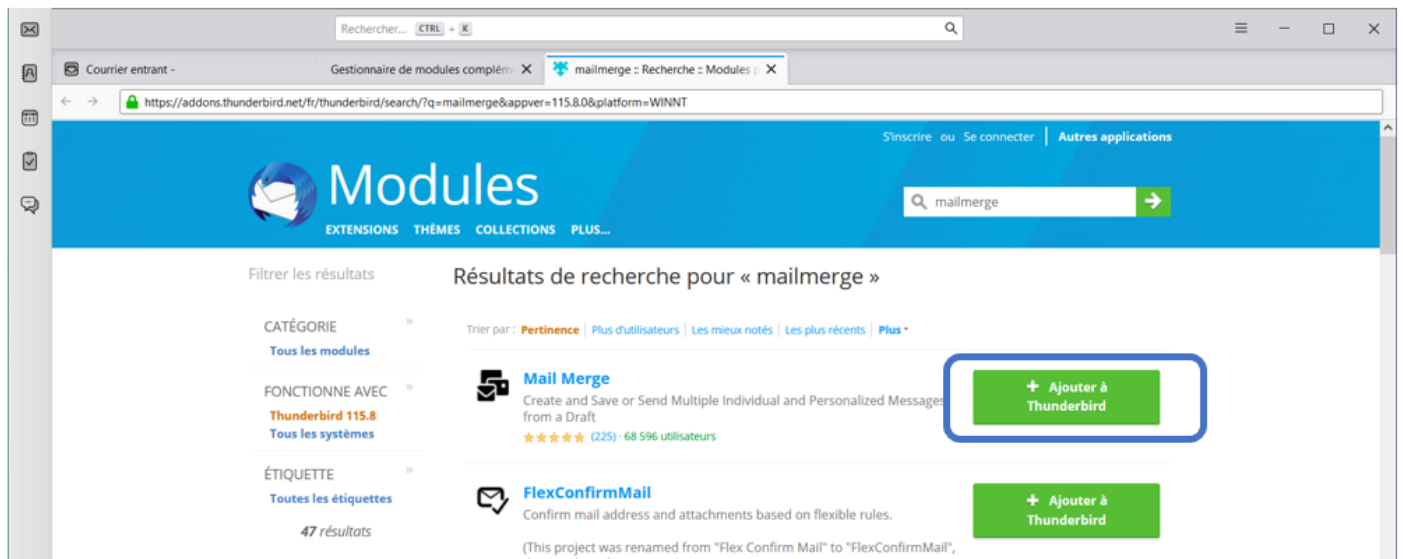 Rechercher... CTRL + K
Courrier entrant - Gestionnaire de modules complém mailmerge :: Recherche :: Modules p
https://addons.thunderbird.net/fr/thunderbird/search/?q=mailmerge&appver=115.8.0&platform=WINNT
S'inscrire ou Se connecter Autres applications
Modules
mailmerge
EXTENSIONS THÈMES COLLECTIONS PLUS...
Filtrer les résultats
Résultats de recherche pour « mailmerge »
CATÉGORIE »
Tous les modules
Trier par : Pertinence Plus d'utilisateurs Les mieux notés Les plus récents Plus
FONCTIONNE AVEC »
Thunderbird 115.8
Tous les systèmes
ÉTIQUETTE »
Toutes les étiquettes
47 résultats
Mail Merge
Create and Save or Send Multiple Individual and Personalized Messages
from a Draft
(225) · 68 596 utilisateurs
+ Ajouter à
Thunderbird
FlexConfirmMail
Confirm mail address and attachments based on flexible rules.
(This project was renamed from "Flex Confirm Mail" to "FlexConfirmMail",
+ Ajouter à
Thunderbird